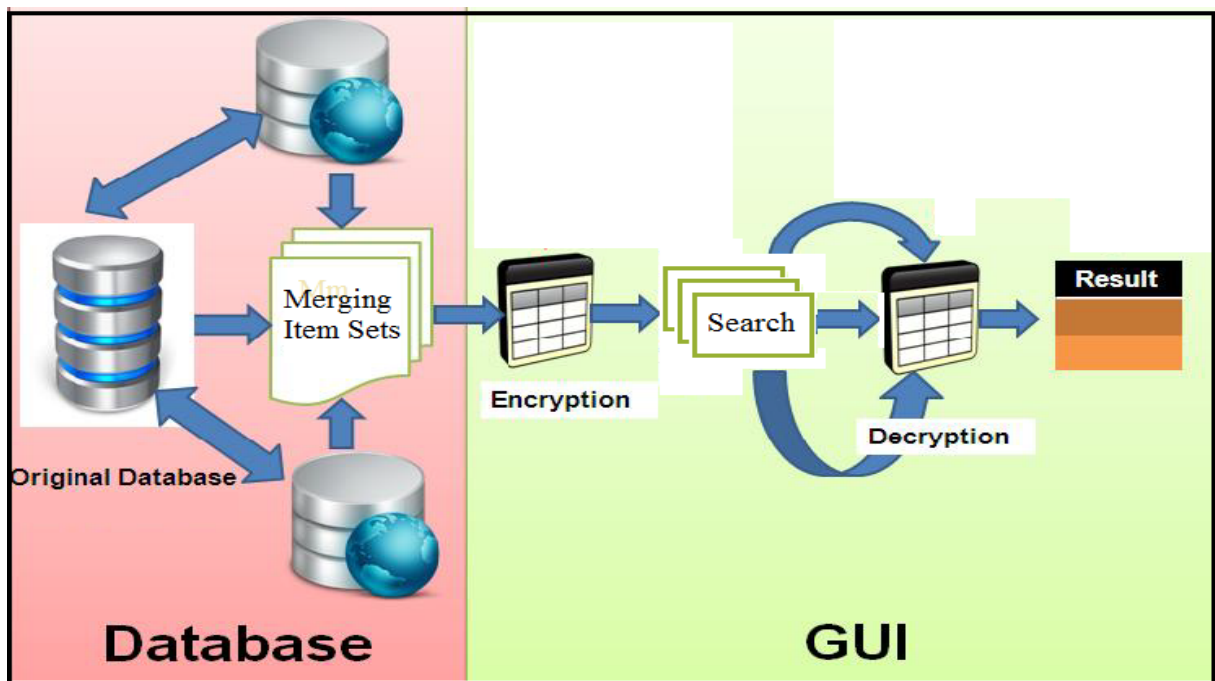 Merging
Item Sets
Encryption
Search
Decryption
Result
Original Database
Database
GUI